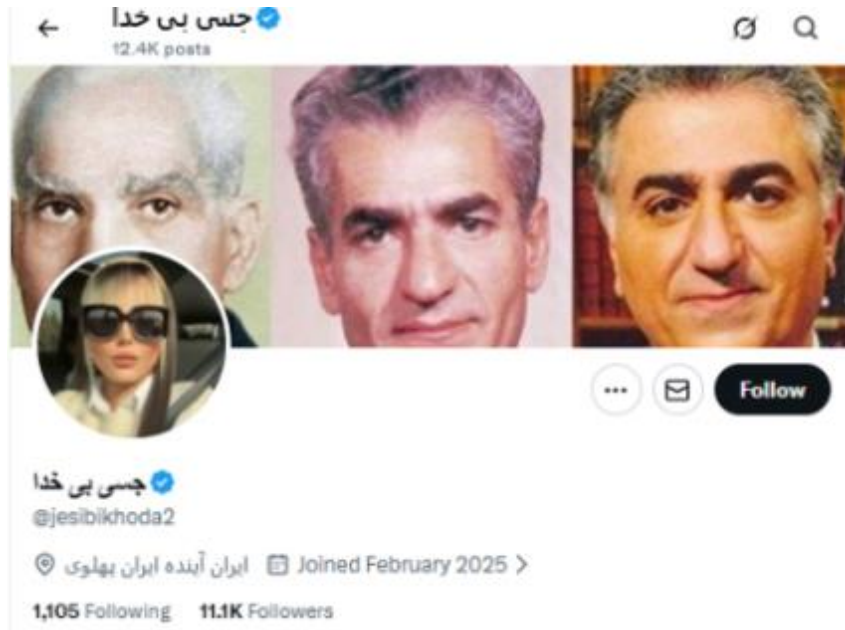 جسی بی خدا
12.4K posts
Follow
جسی بی خدا
@jesibikhoda2
ایران آینده ایران پهلوی Joined February 2025
1,105 Following 11.1K Followers